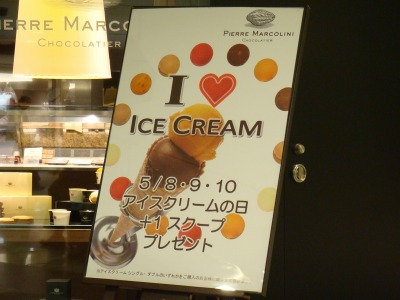 PIERRE MARCO
CHOCOLATIER
PIERRE MARCOLINI
CHOCOLATIER
I ♥
ICE CREAM
5/8・9・10
アイスクリームの日
+1 スクープ
プレゼント